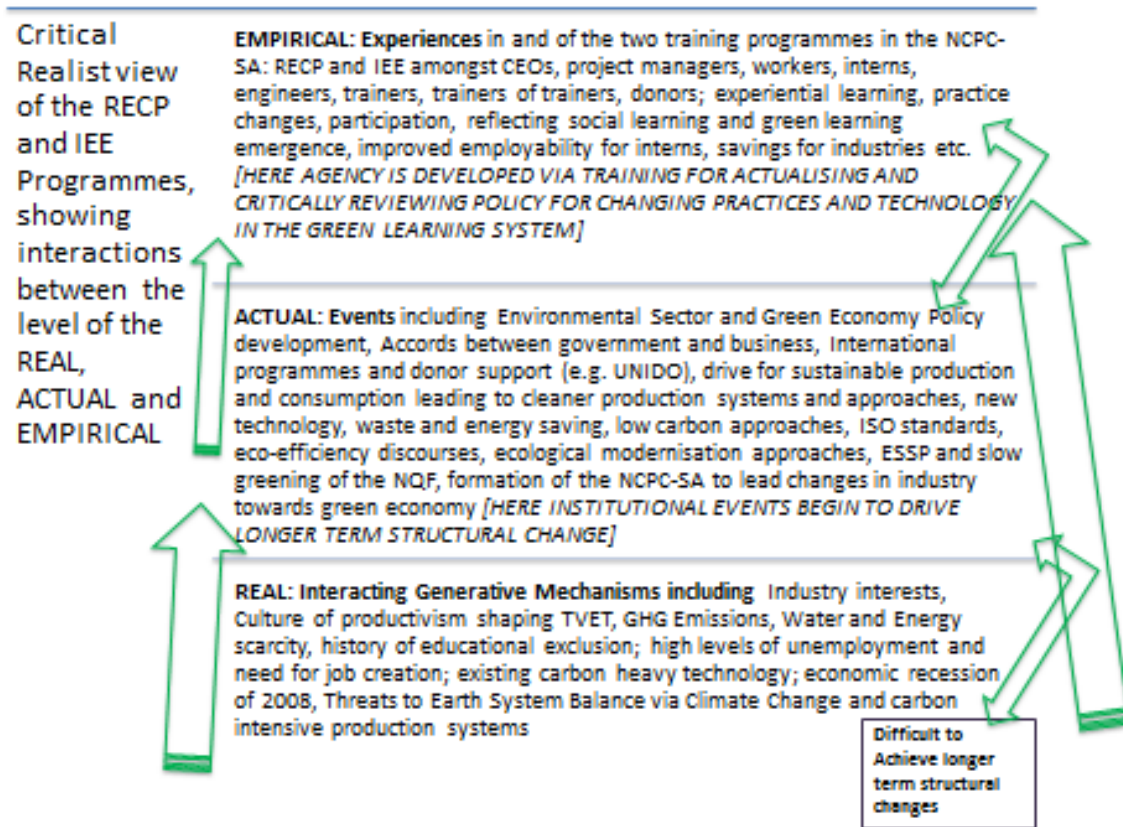 Critical
Realist view
of the RECP
and IEE
Programmes,
showing
interactions
between the
level of the
REAL,
ACTUAL and
EMPIRICAL
EMPIRICAL: Experiences in and of the two training programmes in the NCPC-
SA: RECP and IEE amongst CEOs, project managers, workers, interns,
engineers, trainers, trainers of trainers, donors; experiential learning, practice
changes, participation, reflecting social learning and green learning
emergence, improved employability for interns, savings for industries etc.
[HERE AGENCY IS DEVELOPED VIA TRAINING FOR ACTUALISING AND
CRITICALLY REVIEWING POLICY FOR CHANGING PRACTICES AND TECHNOLOGY
IN THE GREEN LEARNING SYSTEM]
ACTUAL: Events including Environmental Sector and Green Economy Policy
development, Accords between government and business, International
programmes and donor support (e.g. UNIDO), drive for sustainable production
and consumption leading to cleaner production systems and approaches, new
technology, waste and energy saving, low carbon approaches, ISO standards,
eco-efficiency discourses, ecological modernisation approaches, ESSP and slow
greening of the NQF, formation of the NCPC-SA to lead changes in industry
towards green economy [HERE INSTITUTIONAL EVENTS BEGIN TO DRIVE
LONGER TERM STRUCTURAL CHANGE]
REAL: Interacting Generative Mechanisms including Industry interests,
Culture of productivism shaping TVET, GHG Emissions, Water and Energy
scarcity, history of educational exclusion; high levels of unemployment and
need for job creation; existing carbon heavy technology; economic recession
of 2008, Threats to Earth System Balance via Climate Change and carbon
intensive production systems
Difficult to
Achieve longer
term structural
changes